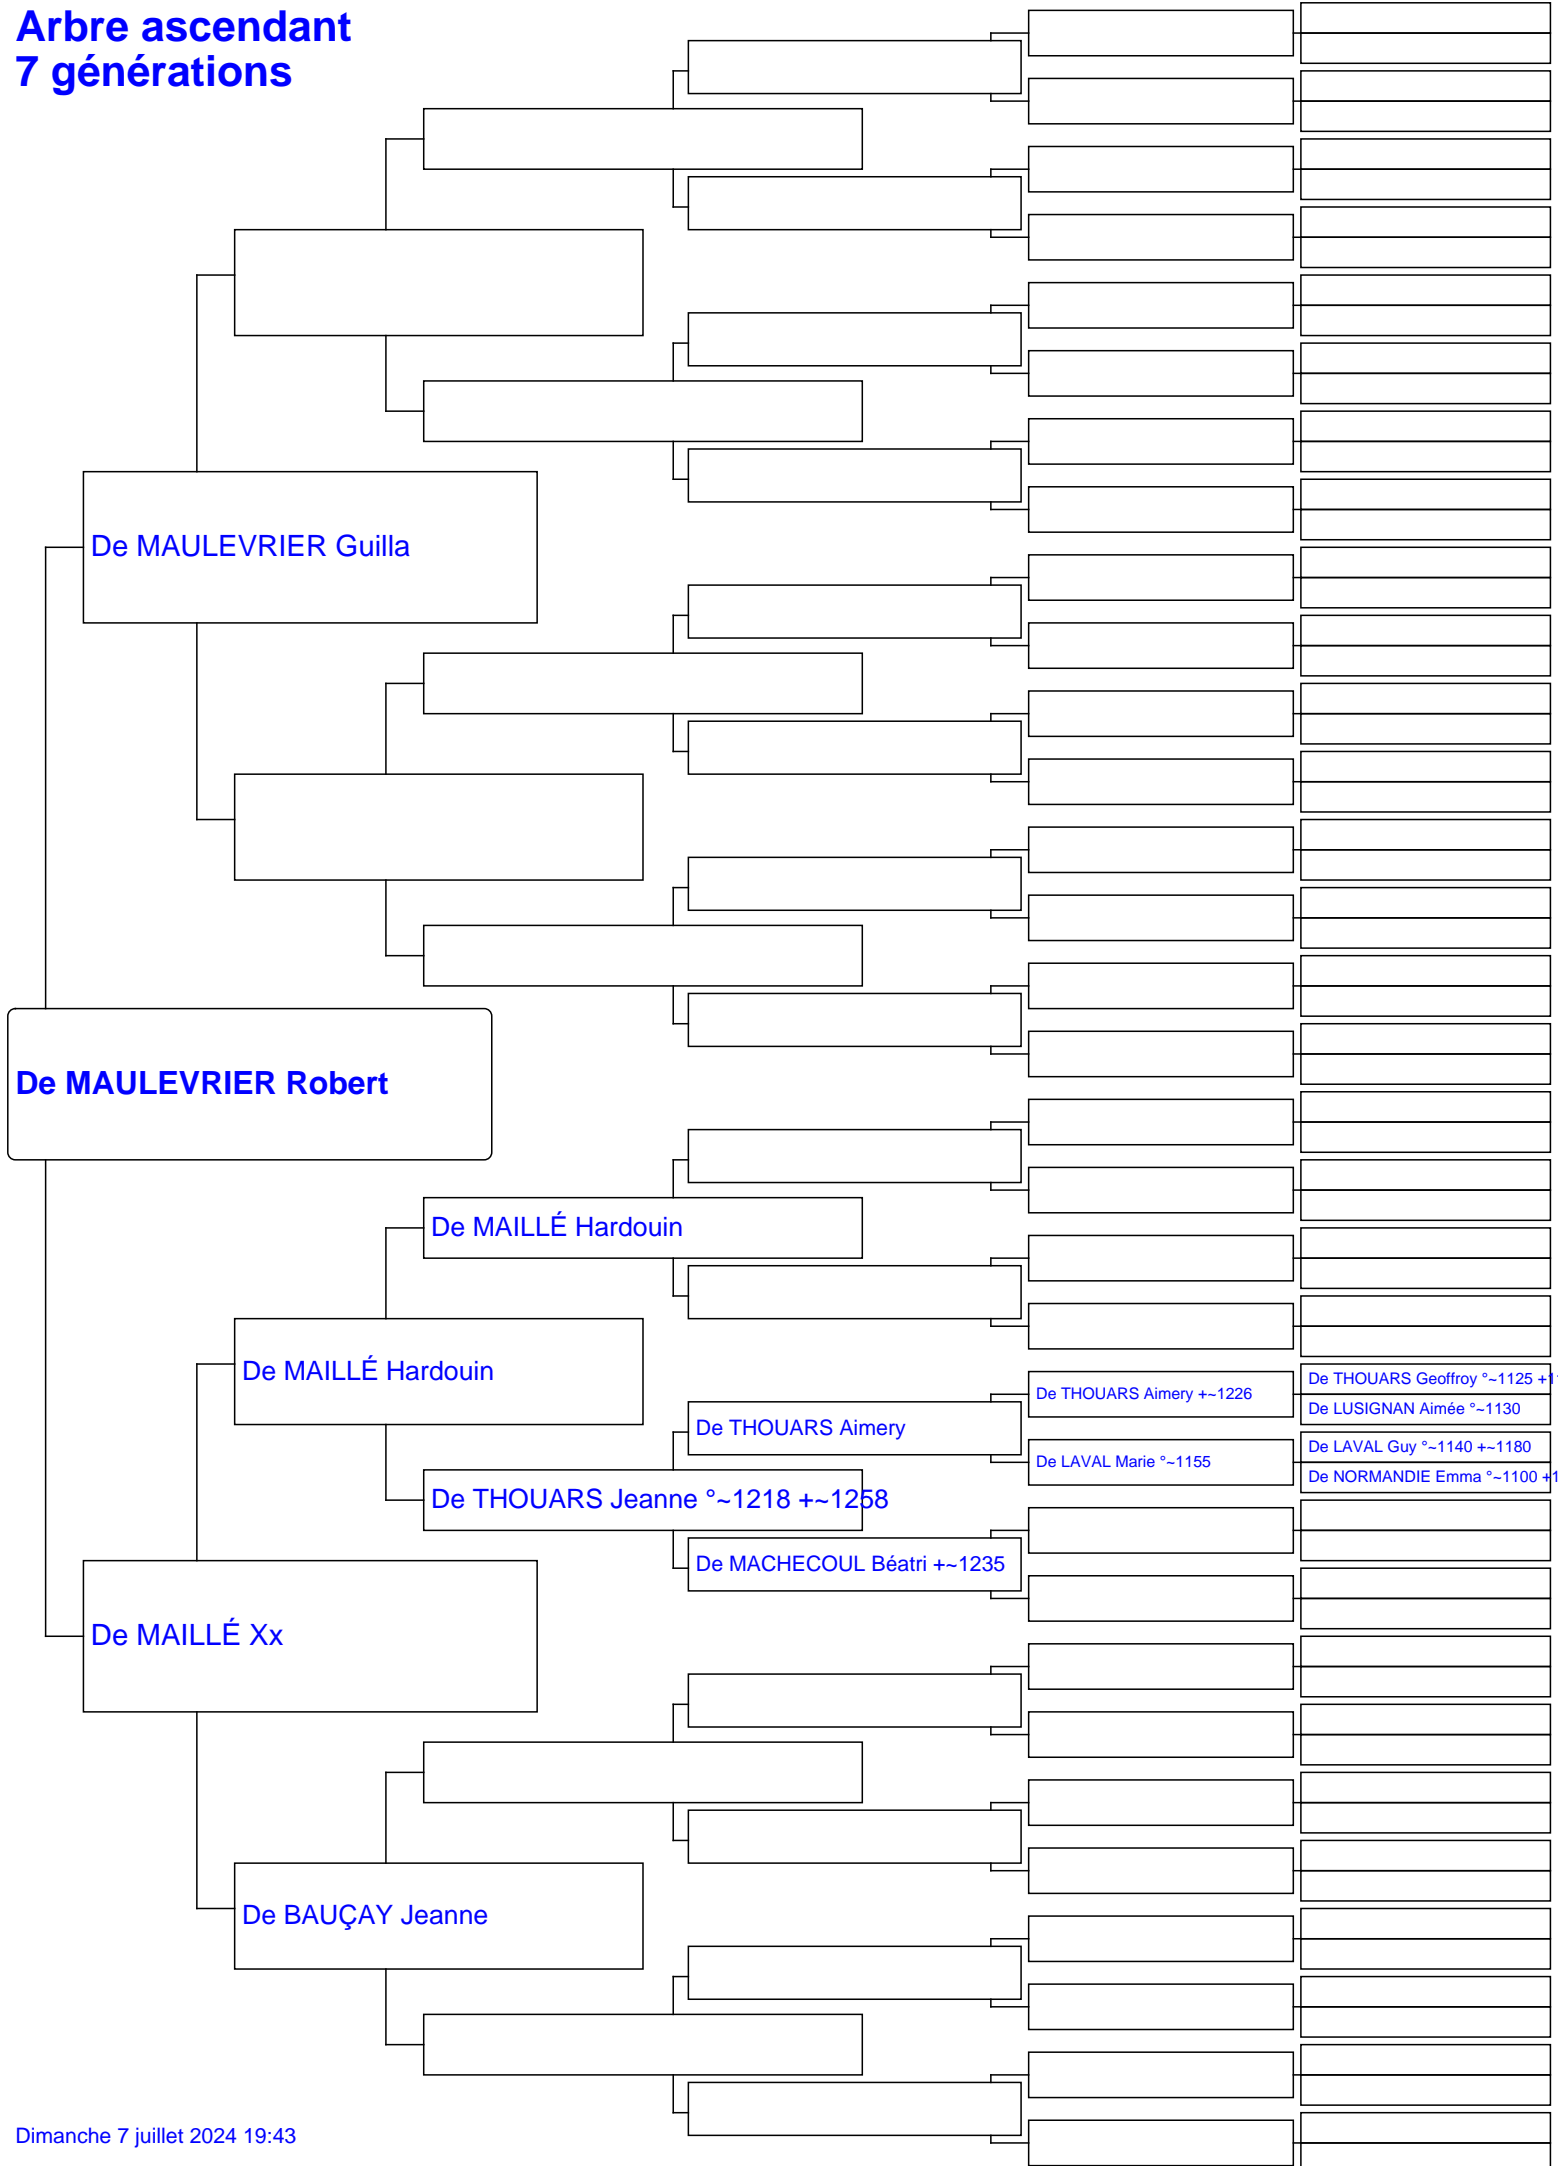 Arbre ascendant
7 générations
De MAULEVRIER Guilla
De MAULEVRIER Robert
De MAILLÉ Hardouin
De MAILLÉ Hardouin
De THOUARS Geoffroy °~1125
De THOUARS Aimery +~1226
De LUSIGNAN Aimée °~1130
De THOUARS Aimery
De LAVAL Guy °~1140 +~1180
De LAVAL Marie °~1155
De NORMANDIE Emma °~1100
De THOUARS Jeanne °~1218 +~1258
De MACHECOUL Béatri +~1235
De MAILLÉ Xx
De BAUÇAY Jeanne
Dimanche 7 juillet 2024 19:43